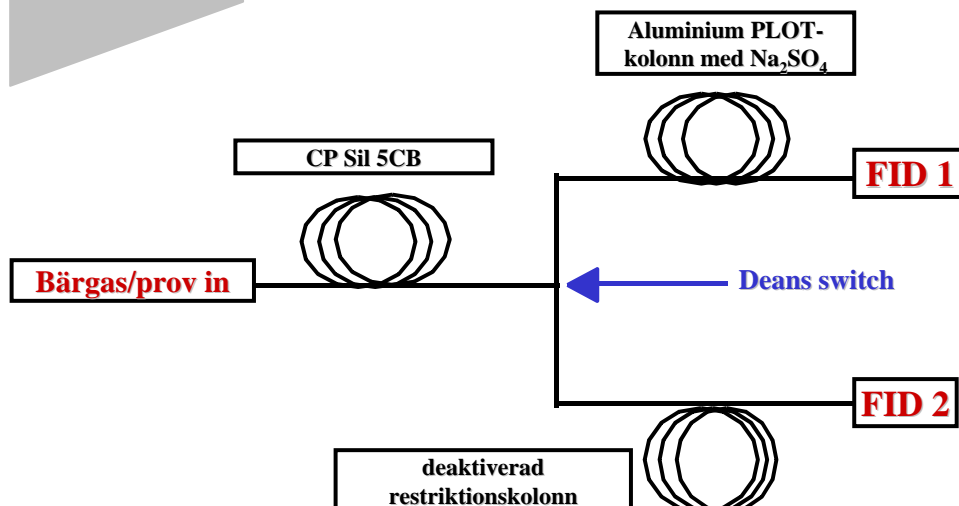 Aluminium PLOT-
kolonn med Na₂SO₄
CP Sil 5CB
FID 1
Bärgas/prov in
Deans switch
FID 2
deaktiverad
restriktionskolonn